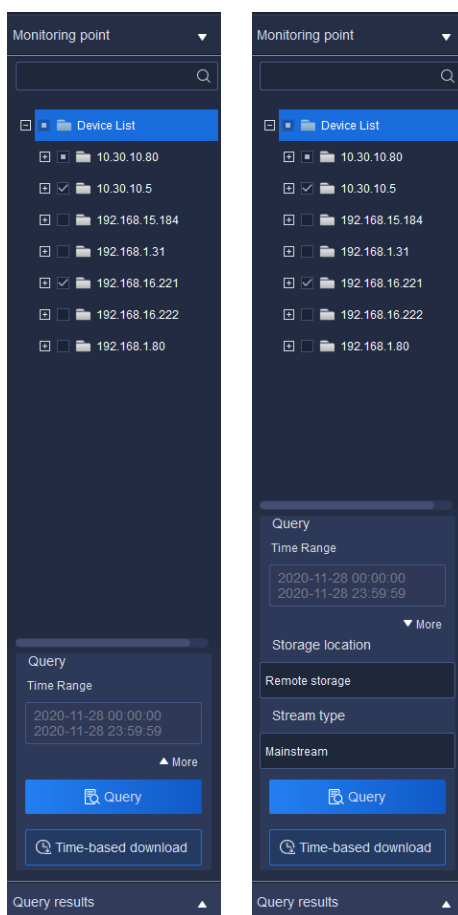 Monitoring point
Device List
10.30.10.80
10.30.10.5
192.168.15.184
192.168.1.31
192.168.16.221
192.168.16.222
192.168.1.80
Query
Time Range
2020-11-28 00:00:00
2020-11-28 23:59:59
More
Query
Time-based download
Query results
Monitoring point
Device List
10.30.10.80
10.30.10.5
192.168.15.184
192.168.1.31
192.168.16.221
192.168.16.222
192.168.1.80
Query
Time Range
2020-11-28 00:00:00
2020-11-28 23:59:59
More
Storage location
Remote storage
Stream type
Mainstream
Query
Time-based download
Query results